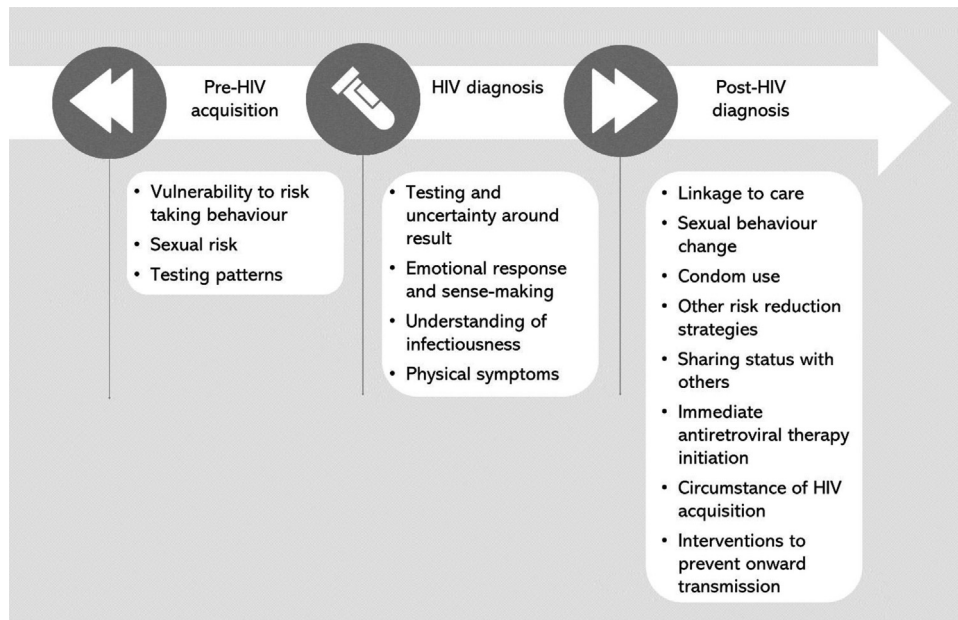 Pre-HIV
acquisition
HIV diagnosis
Post-HIV
diagnosis
• Vulnerability to risk
taking behaviour
• Sexual risk
• Testing patterns
• Testing and
uncertainty around
result
• Emotional response
and sense-making
• Understanding of
infectiousness
• Physical symptoms
• Linkage to care
• Sexual behaviour
change
• Condom use
• Other risk reduction
strategies
• Sharing status with
others
• Immediate
antiretroviral therapy
initiation
• Circumstance of HIV
acquisition
• Interventions to
prevent onward
transmission